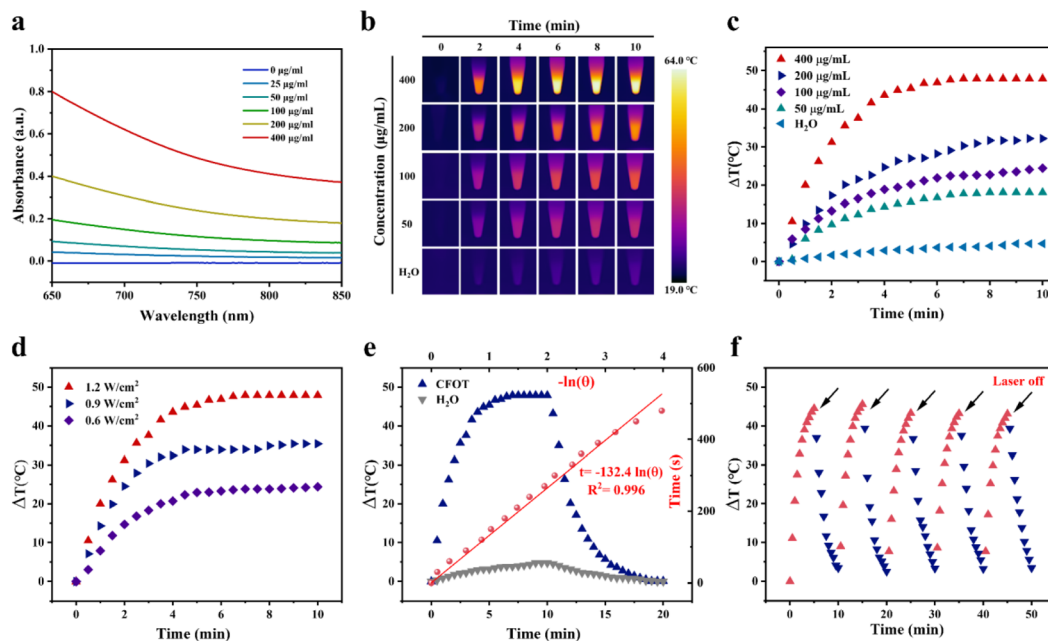 a
1.0
0.8
0.6
0.4
0.2
0.0
Absorbance (a.u.)
650
700
750
800
850
Wavelength (nm)
0 μg/ml
25 μg/ml
50 μg/ml
100 μg/ml
200 μg/ml
400 μg/ml
b
Time (min)
0 2 4 6 8 10
Concentration (μg/mL)
400
200
100
50
H₂O
64.0 ℃
19.0 ℃
c
400 μg/mL
200 μg/mL
100 μg/mL
50 μg/mL
H₂O
ΔT(℃)
50
40
30
20
10
0
0 2 4 6 8 10
Time (min)
d
1.2 W/cm²
0.9 W/cm²
0.6 W/cm²
ΔT(℃)
50
40
30
20
10
0
0 2 4 6 8 10
Time (min)
e
0 1 2 3 4
-ln(θ)
CFOT
H₂O
ΔT(℃)
50
40
30
20
10
0
t= -132.4 ln(θ)
R²= 0.996
600
400
200
0
Time (s)
0 5 10 15 20
Time (min)
f
Laser off
ΔT (℃)
50
40
30
20
10
0
0 10 20 30 40 50
Time (min)